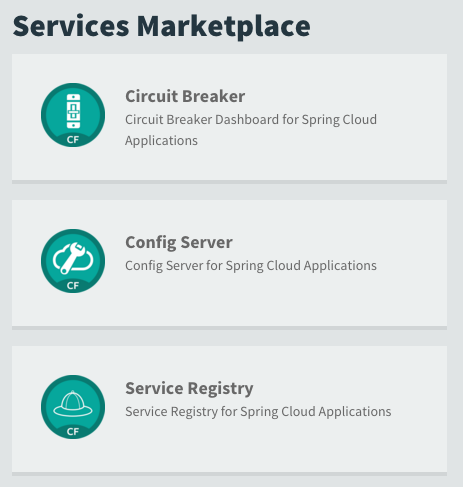 Services Marketplace
Circuit Breaker
Circuit Breaker Dashboard for Spring Cloud
Applications
CF
Config Server
Config Server for Spring Cloud Applications
CF
Service Registry
Service Registry for Spring Cloud Applications
CF